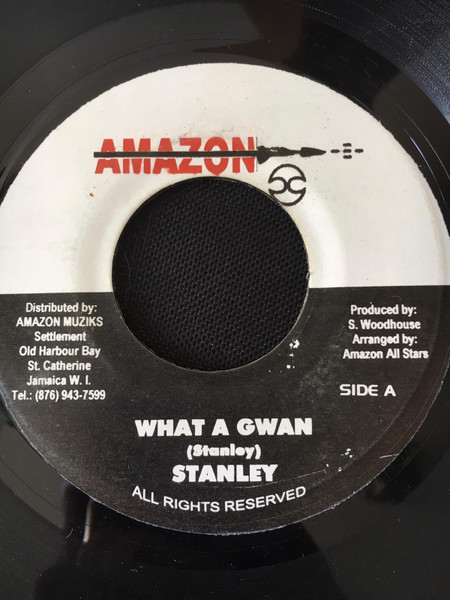 AMAZON
Distributed by:
AMAZON MUZIKS
Settlement
Old Harbour Bay
St. Catherine
Jamaica W. I.
Tel.: (876) 943-7599
Produced by:
S. Woodhouse
Arranged by:
Amazon All Stars
SIDE A
WHAT A GWAN
(Stanley)
STANLEY
ALL RIGHTS RESERVED